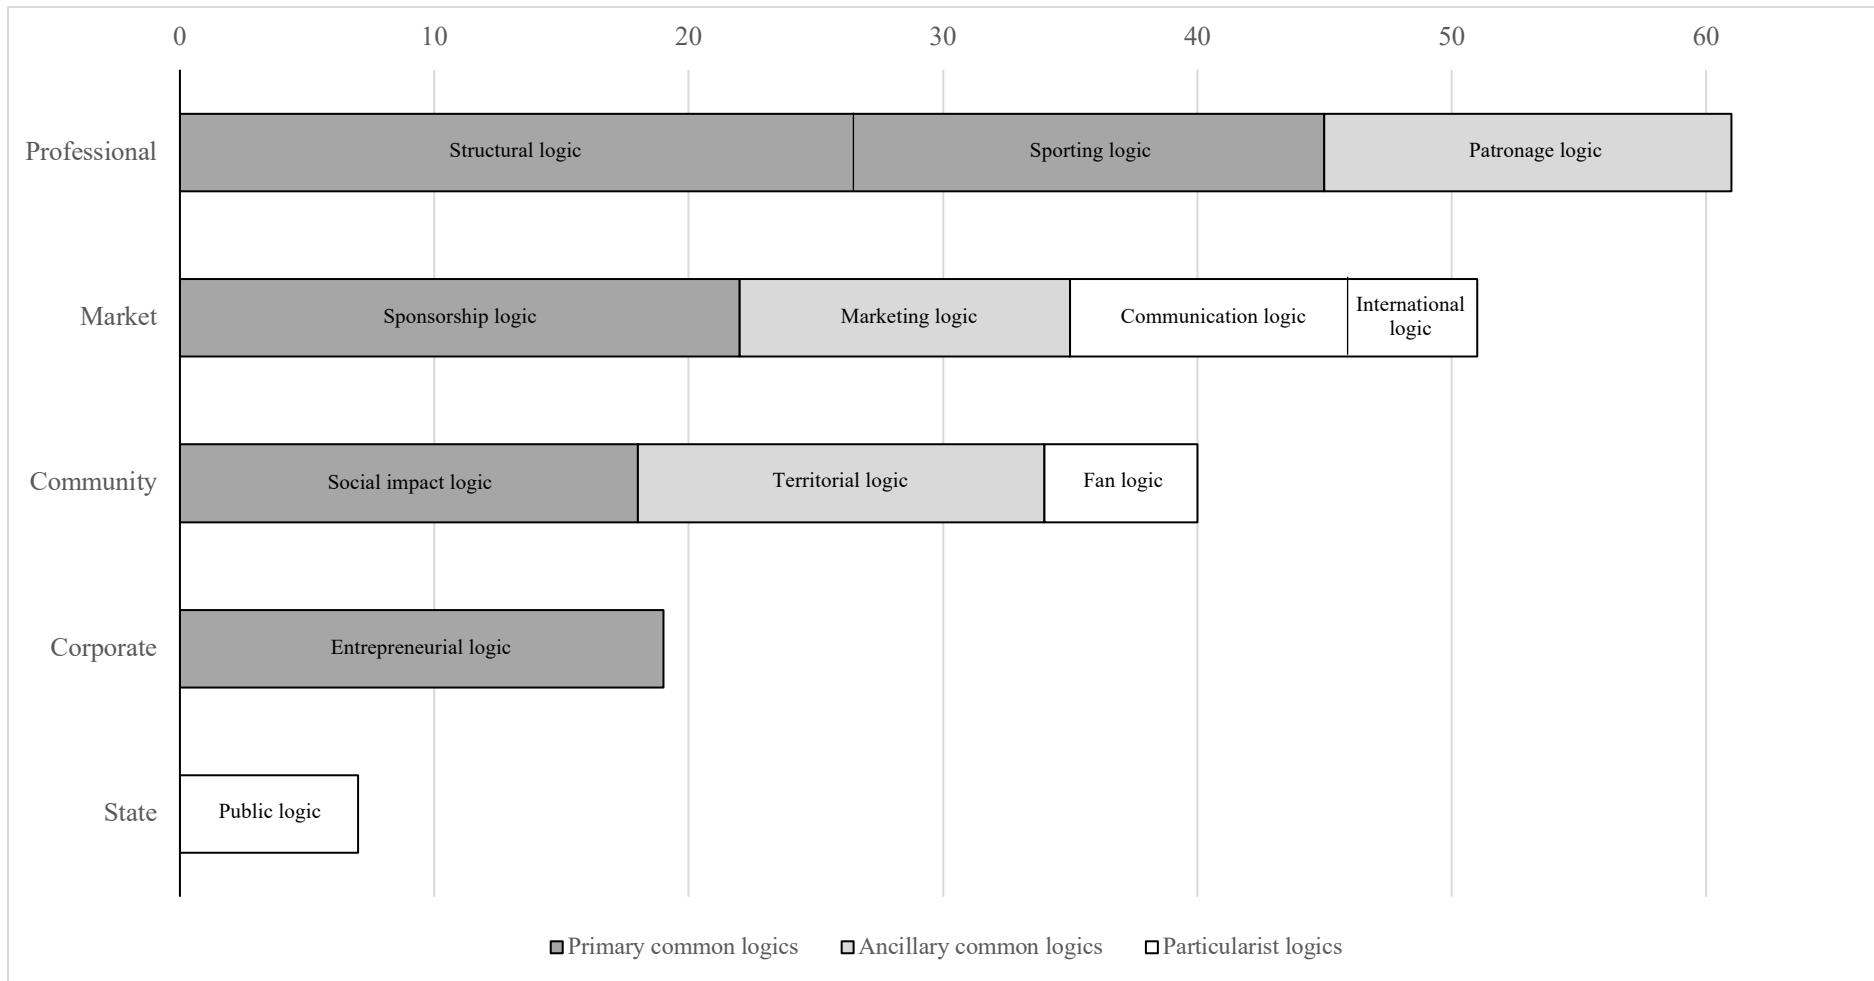 0 10 20 30 40 50 60
Professional Structural logic Sporting logic Patronage logic
Market Sponsorship logic Marketing logic Communication logic International
logic
Community Social impact logic Territorial logic Fan logic
Corporate Entrepreneurial logic
State Public logic
Primary common logics Ancillary common logics Particularist logics